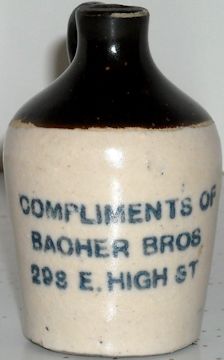 COMPLIMENTS OF
BACHER BROS
298 E. HIGH ST